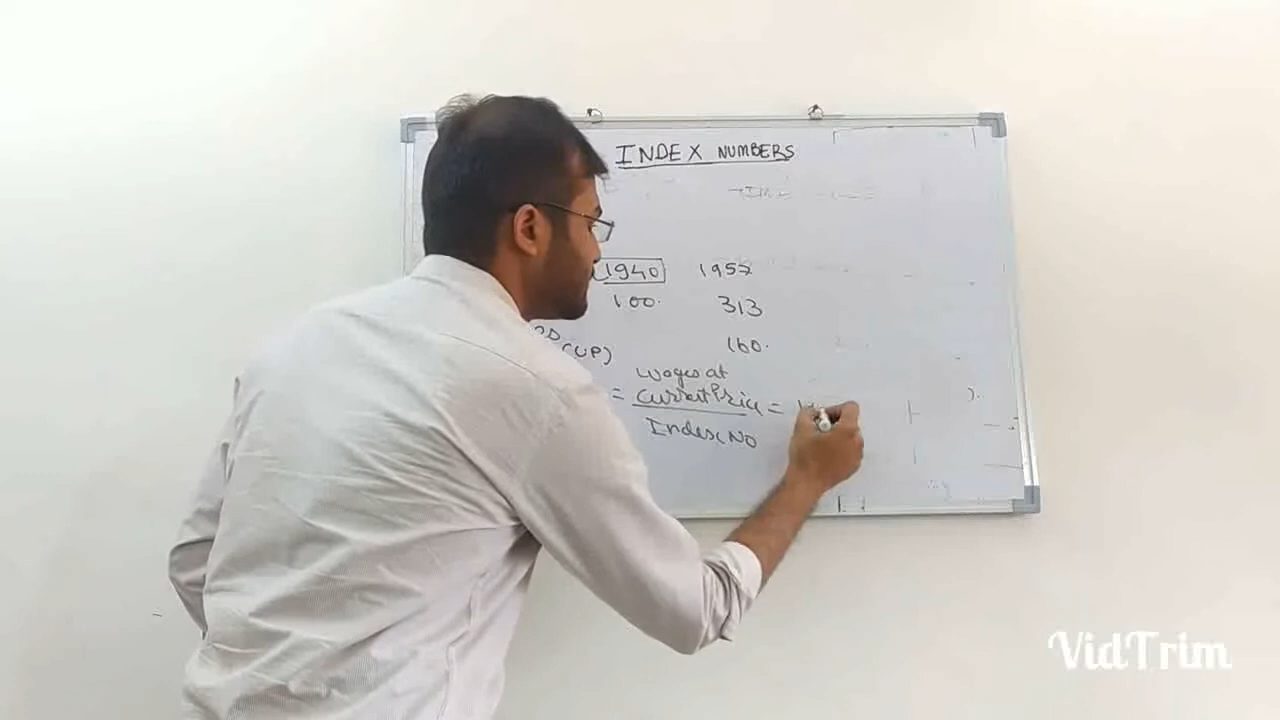 INDEX NUMBERS
1940 1957
100. 313
(UP) 160.
Wages at
= Current Price =
Index No
VidTrim